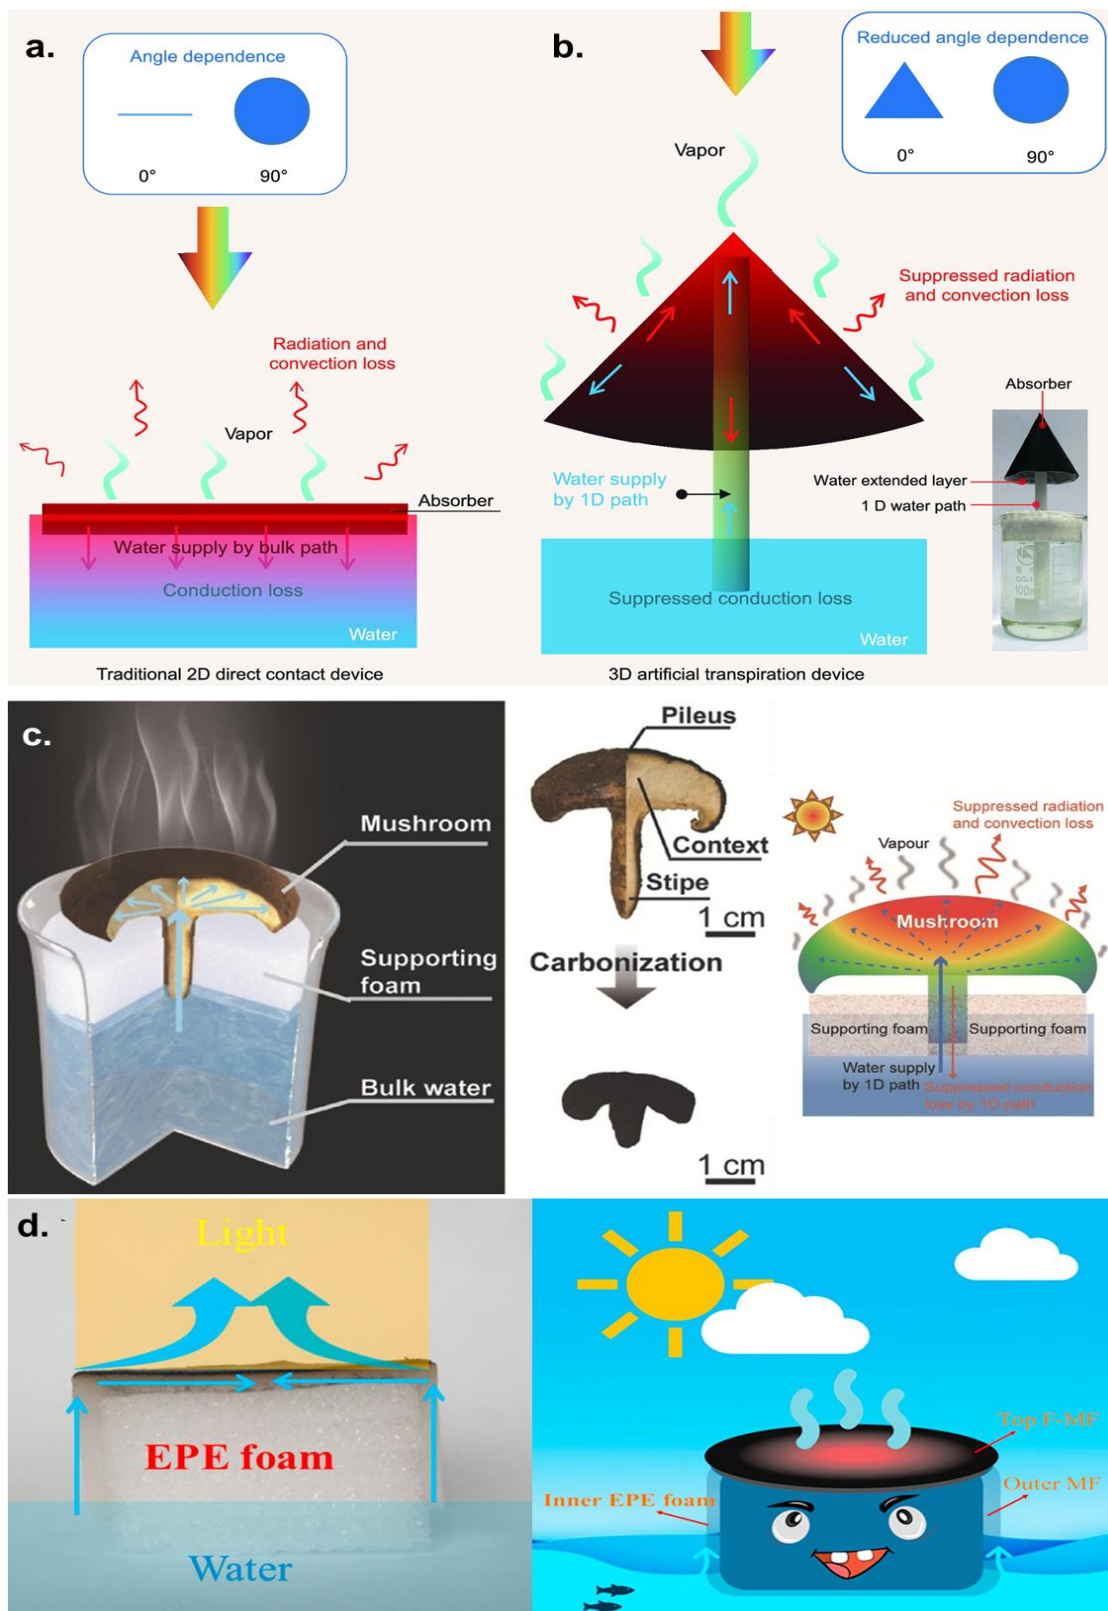 a.
Angle dependence
0°
90°
Radiation and
convection loss
Vapor
Absorber
Water supply by bulk path
Conduction loss
Water
Traditional 2D direct contact device
b.
Reduced angle dependence
0°
90°
Vapor
Suppressed radiation
and convection loss
Water supply
by 1D path
Suppressed conduction loss
Water
3D artificial transpiration device
Absorber
Water extended layer
1 D water path
c.
Mushroom
Supporting
foam
Bulk water
Pileus
Context
Stipe
1 cm
Carbonization
1 cm
Suppressed radiation
and convection loss
Vapour
Mushroom
Supporting foam
Supporting foam
Water supply
by 1D path
Suppressed conduction
loss by 1D path
d.
Light
EPE foam
Water
Top F-MF
Outer MF
Inner EPE foam